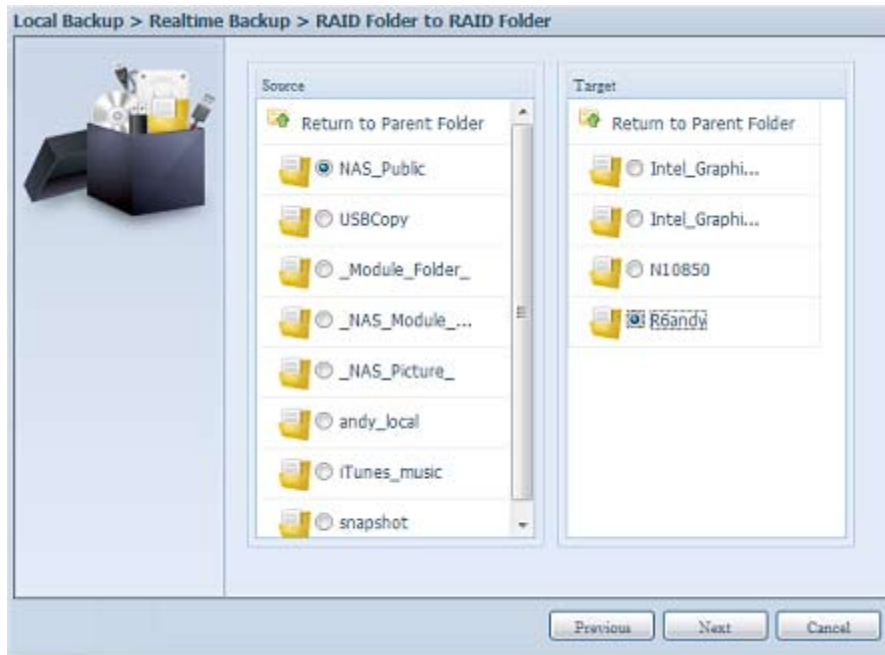 Local Backup > Realtime Backup > RAID Folder to RAID Folder
Source
Return to Parent Folder
NAS_Public
USBCopy
_Module_Folder_
_NAS_Module_...
_NAS_Picture_
andy_local
iTunes_music
snapshot
Target
Return to Parent Folder
Intel_Graphi...
Intel_Graphi...
N10850
R6andy
Previous
Next
Cancel